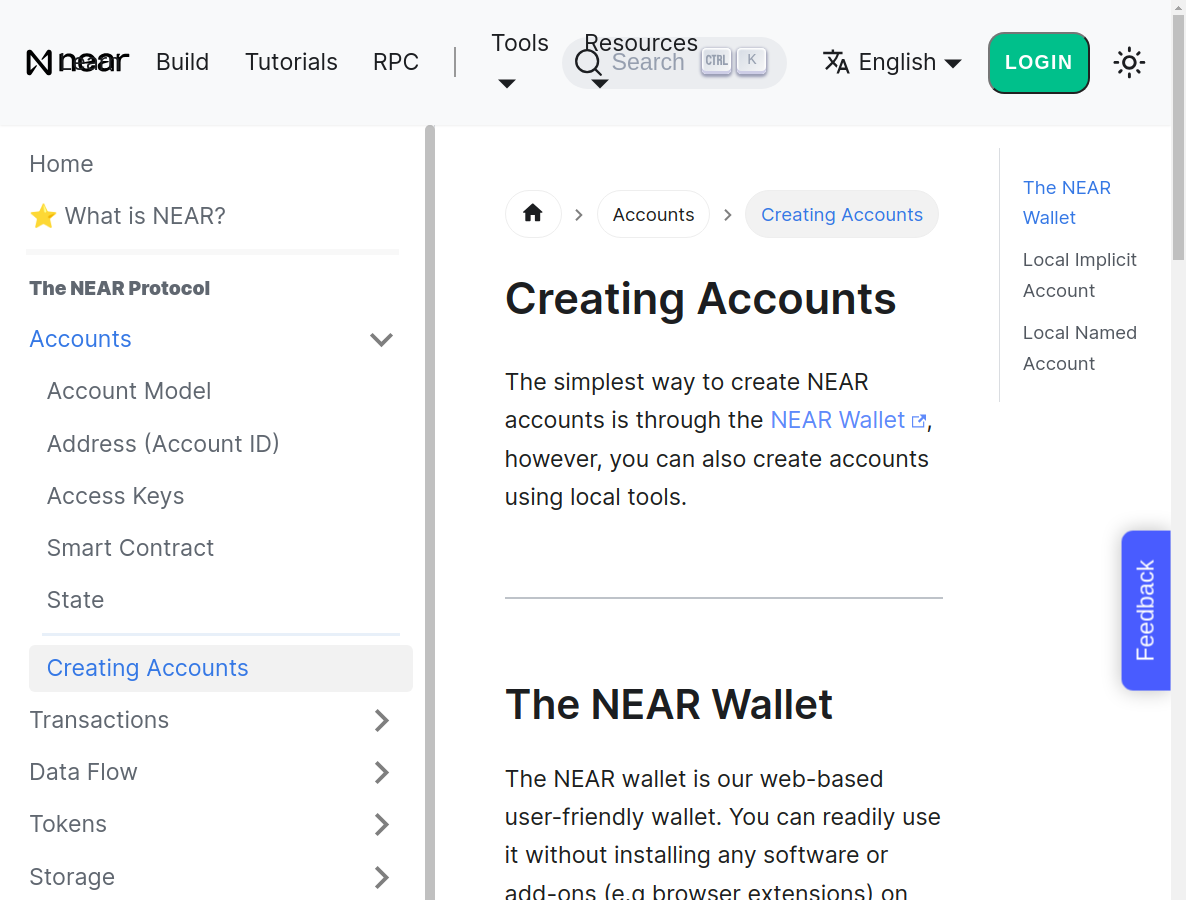 near
Learn
Build
Tutorials
RPC
Tools
Resources
Search
CTRL
K
English
LOGIN
Home
⭐ What is NEAR?
The NEAR Protocol
Accounts
Account Model
Address (Account ID)
Access Keys
Smart Contract
State
Creating Accounts
Transactions
Data Flow
Tokens
Storage
Accounts
Creating Accounts
Creating Accounts
The simplest way to create NEAR
accounts is through the NEAR Wallet,
however, you can also create accounts
using local tools.
The NEAR Wallet
The NEAR wallet is our web-based
user-friendly wallet. You can readily use
it without installing any software or
add-ons (e.g browser extensions) on
The NEAR
Wallet
Local Implicit
Account
Local Named
Account
Feedback